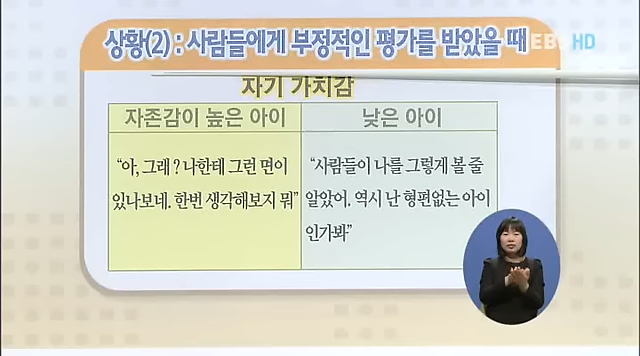 상황(2) : 사람들에게 부정적인 평가를 받았을 때
EBS HD
자기 가치감
자존감이 높은 아이
낮은 아이
“아, 그래? 나한테 그런 면이
있나보네. 한번 생각해보지 뭐”
“사람들이 나를 그렇게 볼 줄
알았어. 역시 난 형편없는 아이
인가봐”